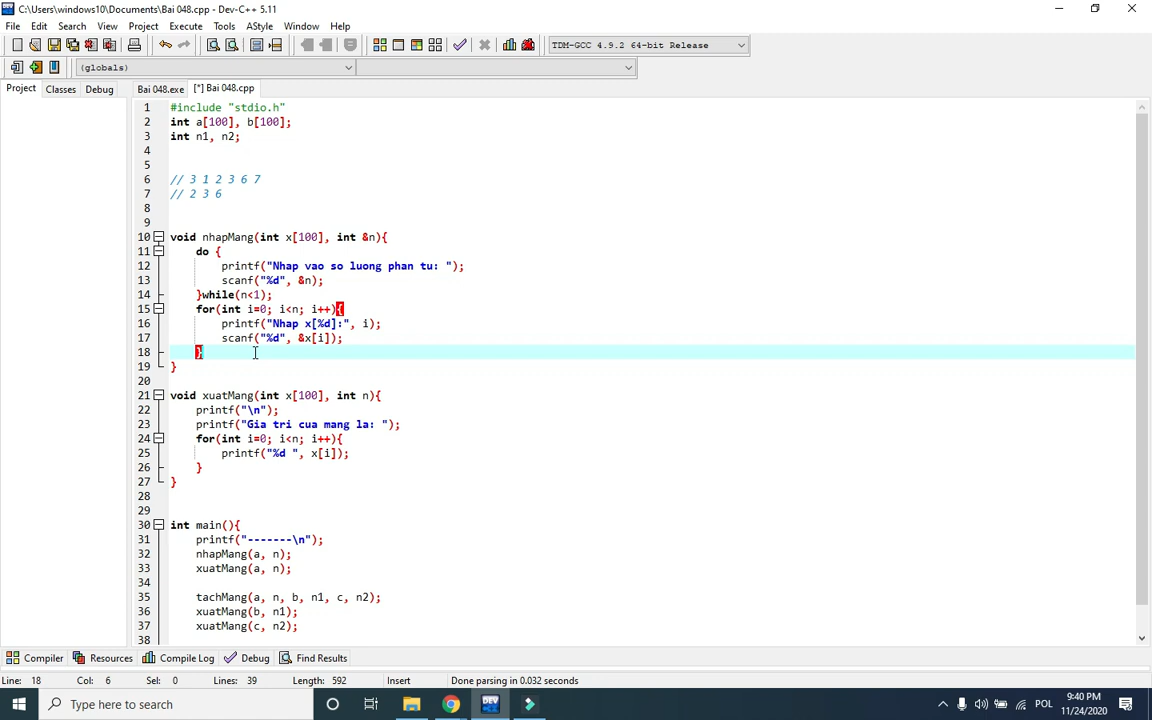 C:\Users\windows10\Documents\Bai 048.cpp - Dev-C++ 5.11
File Edit Search View Project Execute Tools AStyle Window Help
TDM-GCC 4.9.2 64-bit Release
(globals)
Project Classes Debug Bai 048.exe [*] Bai 048.cpp
1 #include "stdio.h"
2 int a[100], b[100];
3 int n1, n2;
4
5
6 // 3 1 2 3 6 7
7 // 2 3 6
8
9
10 void nhapMang(int x[100], int &n){
11 do {
12 printf("Nhap vao so luong phan tu: ");
13 scanf("%d", &n);
14 }while(n<1);
15 for(int i=0; i<n; i++){
16 printf("Nhap x[%d]:", i);
17 scanf("%d", &x[i]);
18 }
19 }
20
21 void xuatMang(int x[100], int n){
22 printf("\n");
23 printf("Gia tri cua mang la: ");
24 for(int i=0; i<n; i++){
25 printf("%d ", x[i]);
26 }
27 }
28
29
30 int main(){
31 printf("-------\n");
32 nhapMang(a, n);
33 xuatMang(a, n);
34
35 tachMang(a, n, b, n1, c, n2);
36 xuatMang(b, n1);
37 xuatMang(c, n2);
38
Compiler Resources Compile Log Debug Find Results
Line: 18 Col: 6 Sel: 0 Lines: 39 Length: 592 Insert Done parsing in 0.032 seconds
Type here to search
DEV
POL
9:40 PM
11/24/2020